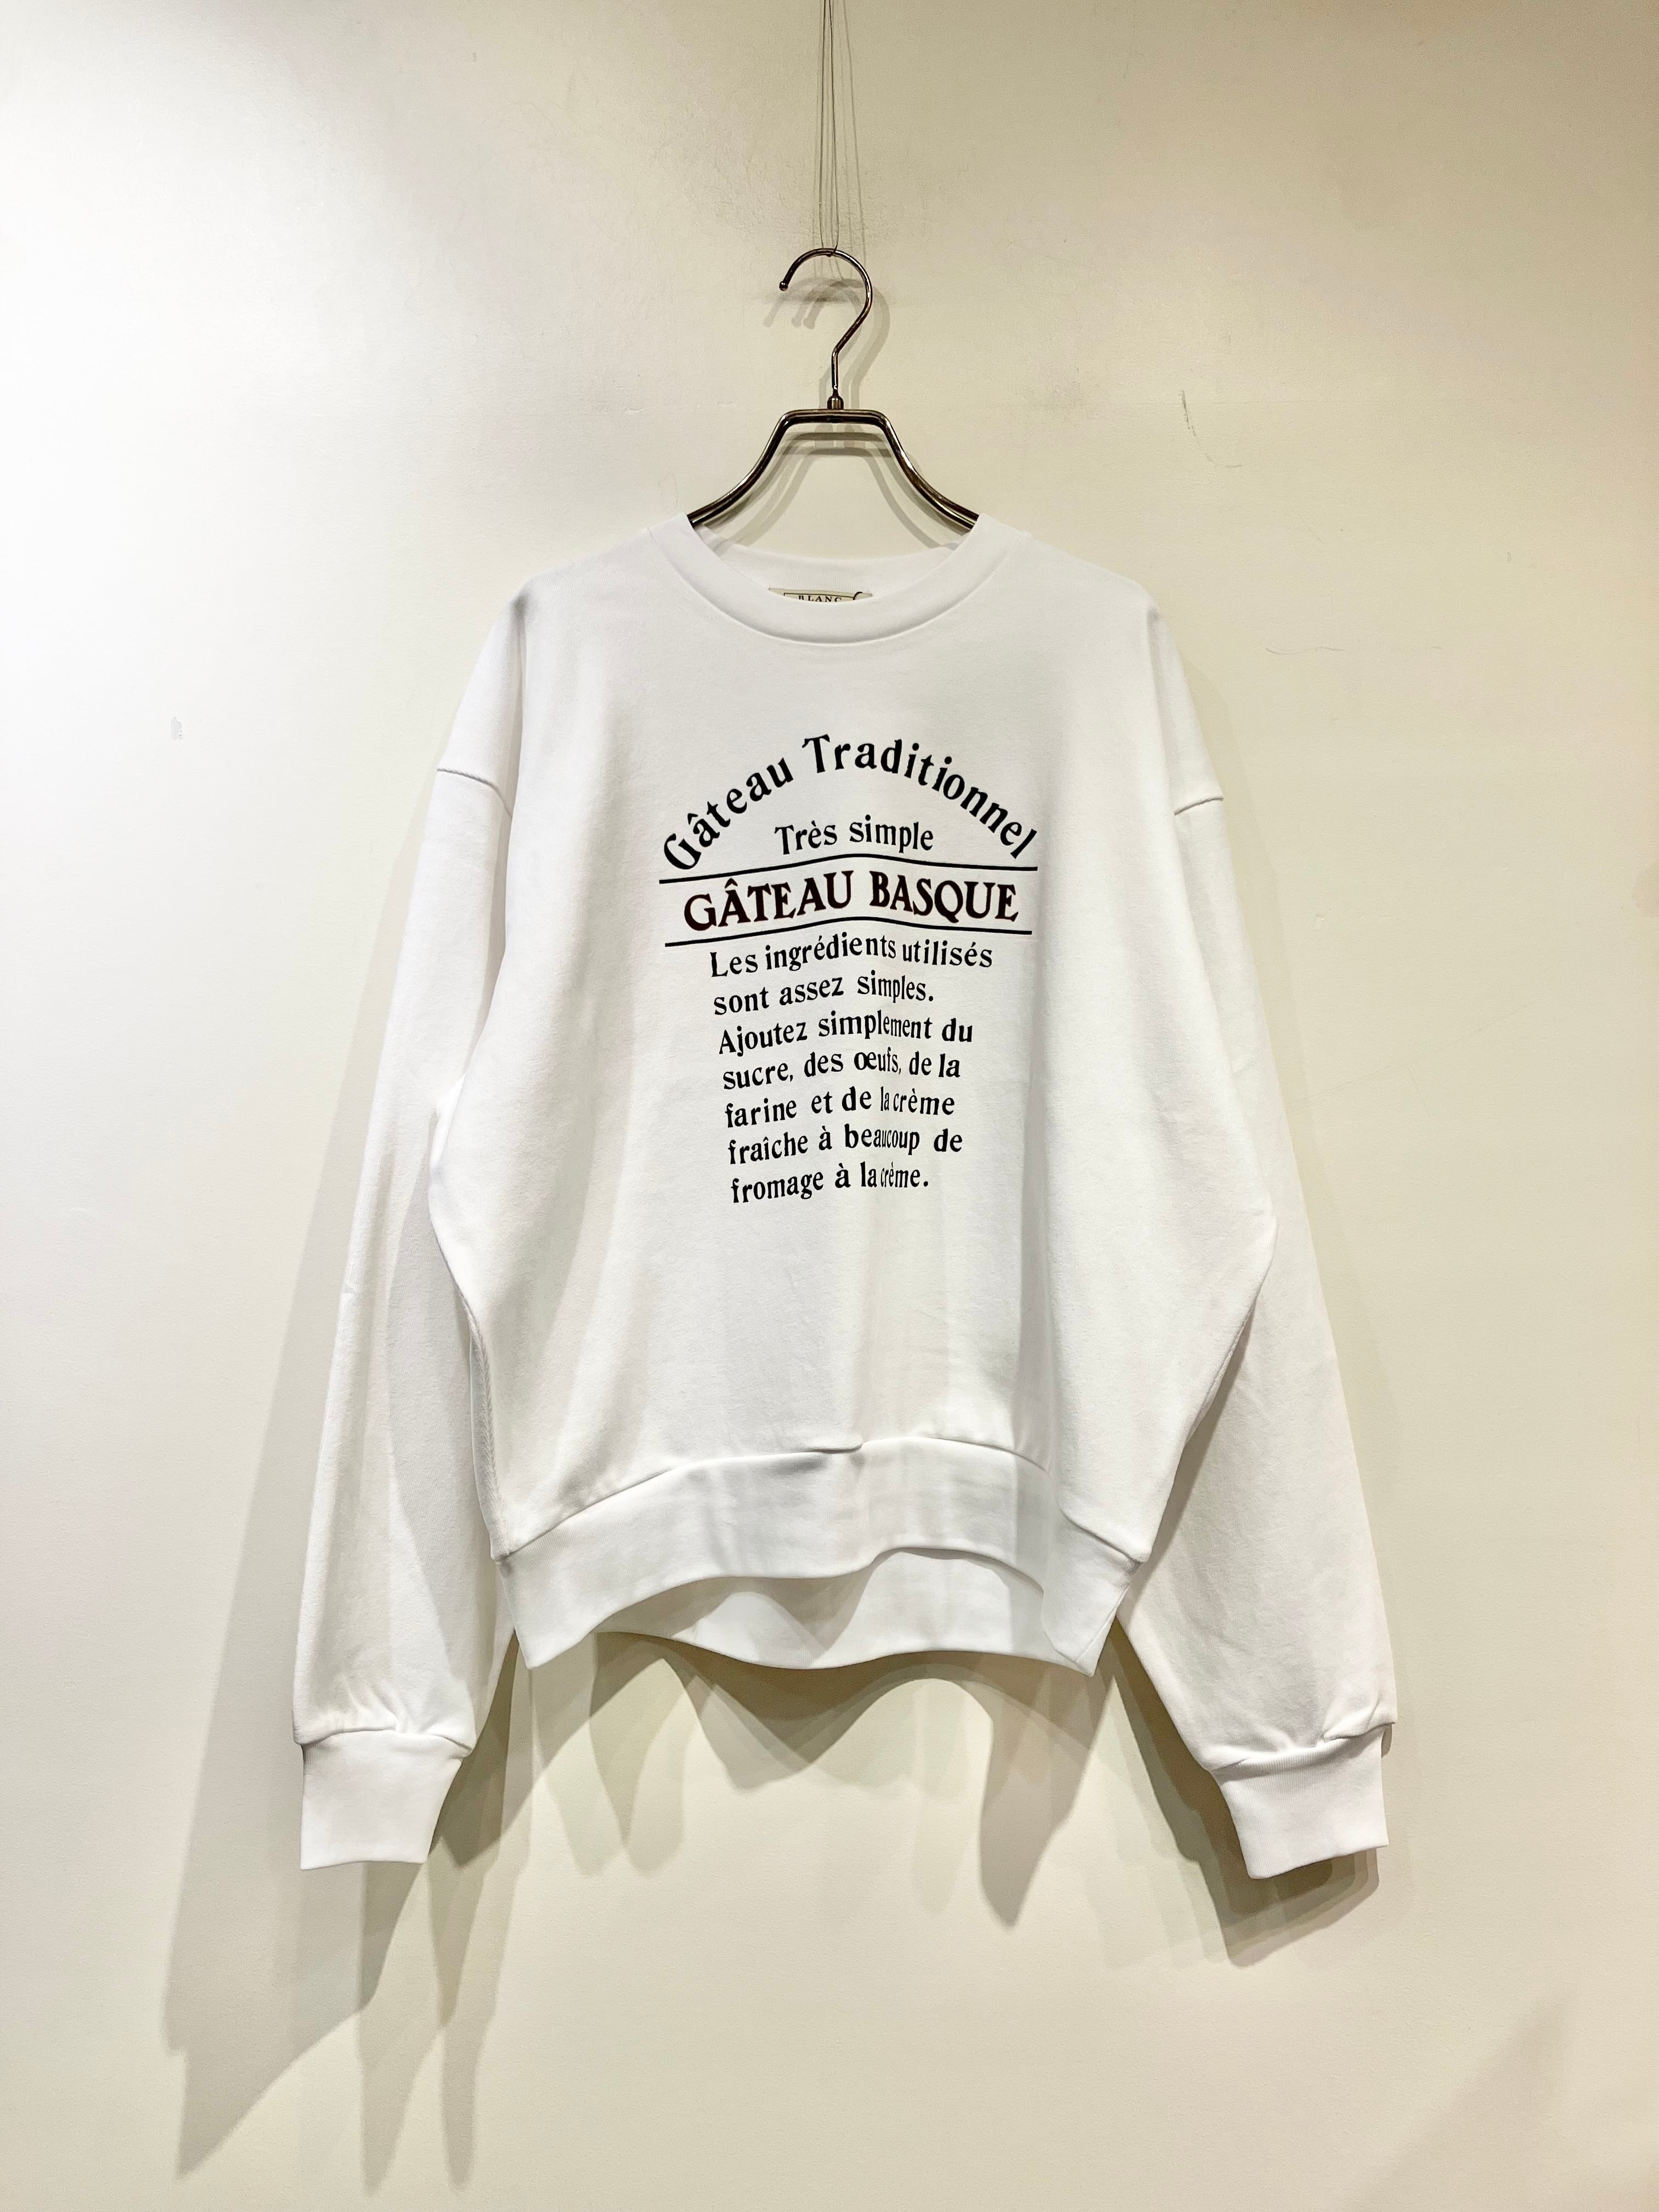 BLANC
Gâteau Traditionnel
Très simple
GÂTEAU BASQUE
Les ingrédients utilisés
sont assez simples.
Ajoutez simplement du
sucre, des œufs, de la
farine et de la crème
fraîche à beaucoup de
fromage à la crème.